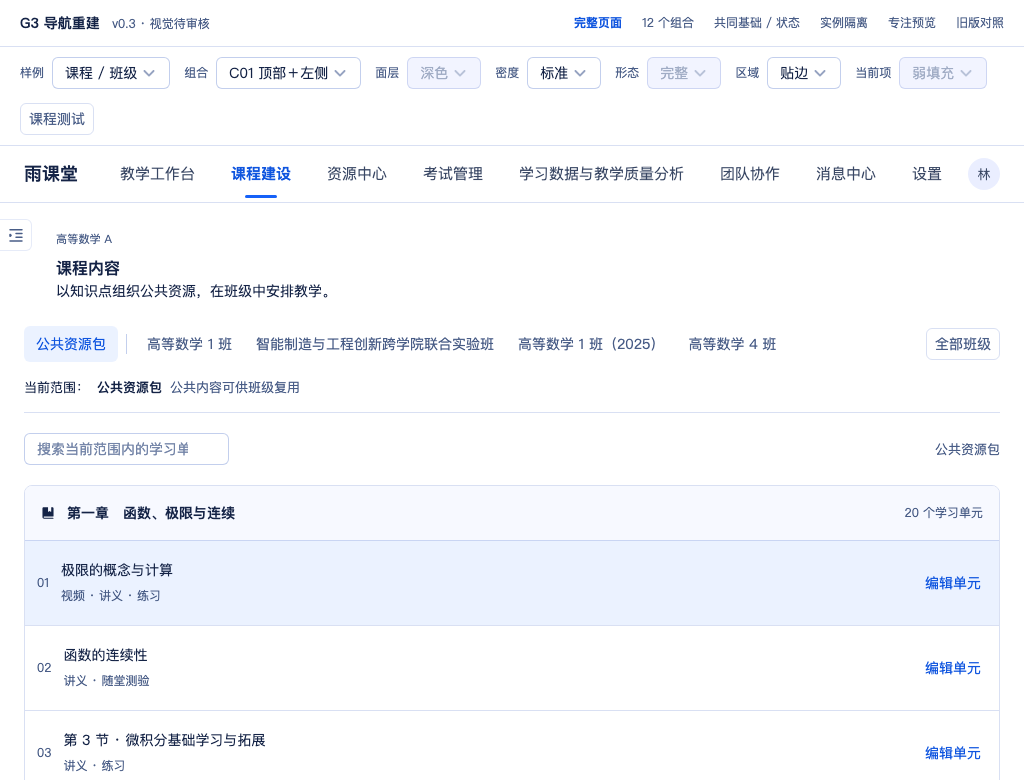 G3 导航重建 v0.3 · 视觉待审核 完整页面 12 个组合 共同基础 / 状态 实例隔离 专注预览 旧版对照
样例 课程 / 班级 组合 C01 顶部＋左侧 面层 深色 密度 标准 形态 完整 区域 贴边 当前项 弱填充
课程测试
雨课堂 教学工作台 课程建设 资源中心 考试管理 学习数据与教学质量分析 团队协作 消息中心 设置 林
高等数学 A
课程内容
以知识点组织公共资源，在班级中安排教学。
公共资源包 高等数学 1 班 智能制造与工程创新跨学院联合实验班 高等数学 1 班（2025） 高等数学 4 班 全部班级
当前范围： 公共资源包 公共内容可供班级复用
搜索当前范围内的学习单 公共资源包
第一章 函数、极限与连续 20 个学习单元
01 极限的概念与计算 编辑单元
视频 · 讲义 · 练习
02 函数的连续性 编辑单元
讲义 · 随堂测验
03 第 3 节 · 微积分基础学习与拓展 编辑单元
讲义 · 练习